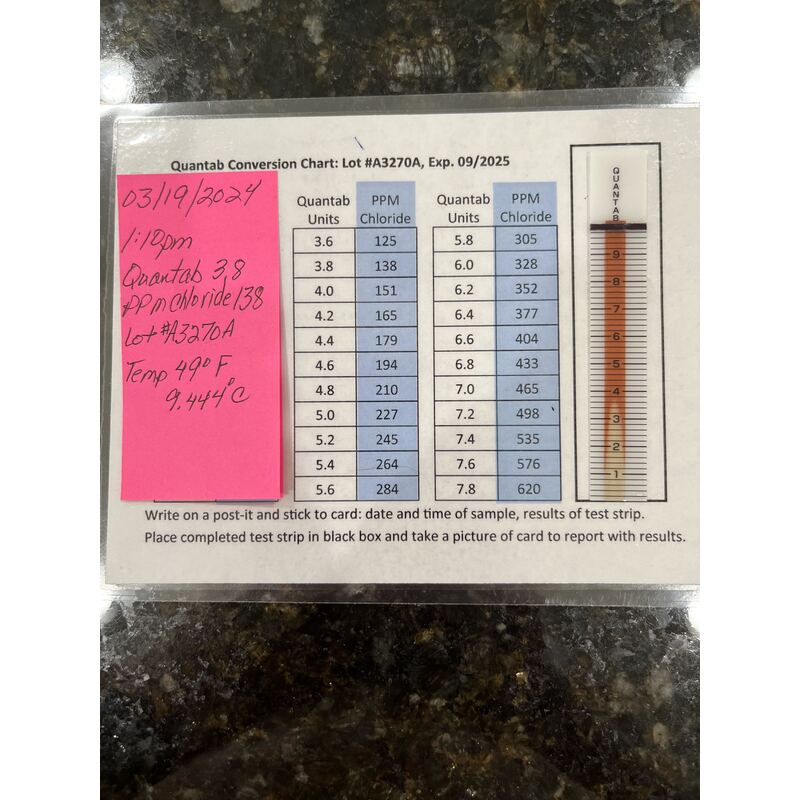 Quantab Conversion Chart: Lot #A3270A, Exp. 09/2025
03/19/2024
1:10pm
Quantab 3,8
PPM Chloride 138
Lot #A3270A
Temp 49° F
9.444° C
Quantab Units PPM Chloride
3.6 125
3.8 138
4.0 151
4.2 165
4.4 179
4.6 194
4.8 210
5.0 227
5.2 245
5.4 264
5.6 284
Quantab Units PPM Chloride
5.8 305
6.0 328
6.2 352
6.4 377
6.6 404
6.8 433
7.0 465
7.2 498
7.4 535
7.6 576
7.8 620
QUANTAB
9
8
7
6
5
4
3
2
1
Write on a post-it and stick to card: date and time of sample, results of test strip.
Place completed test strip in black box and take a picture of card to report with results.